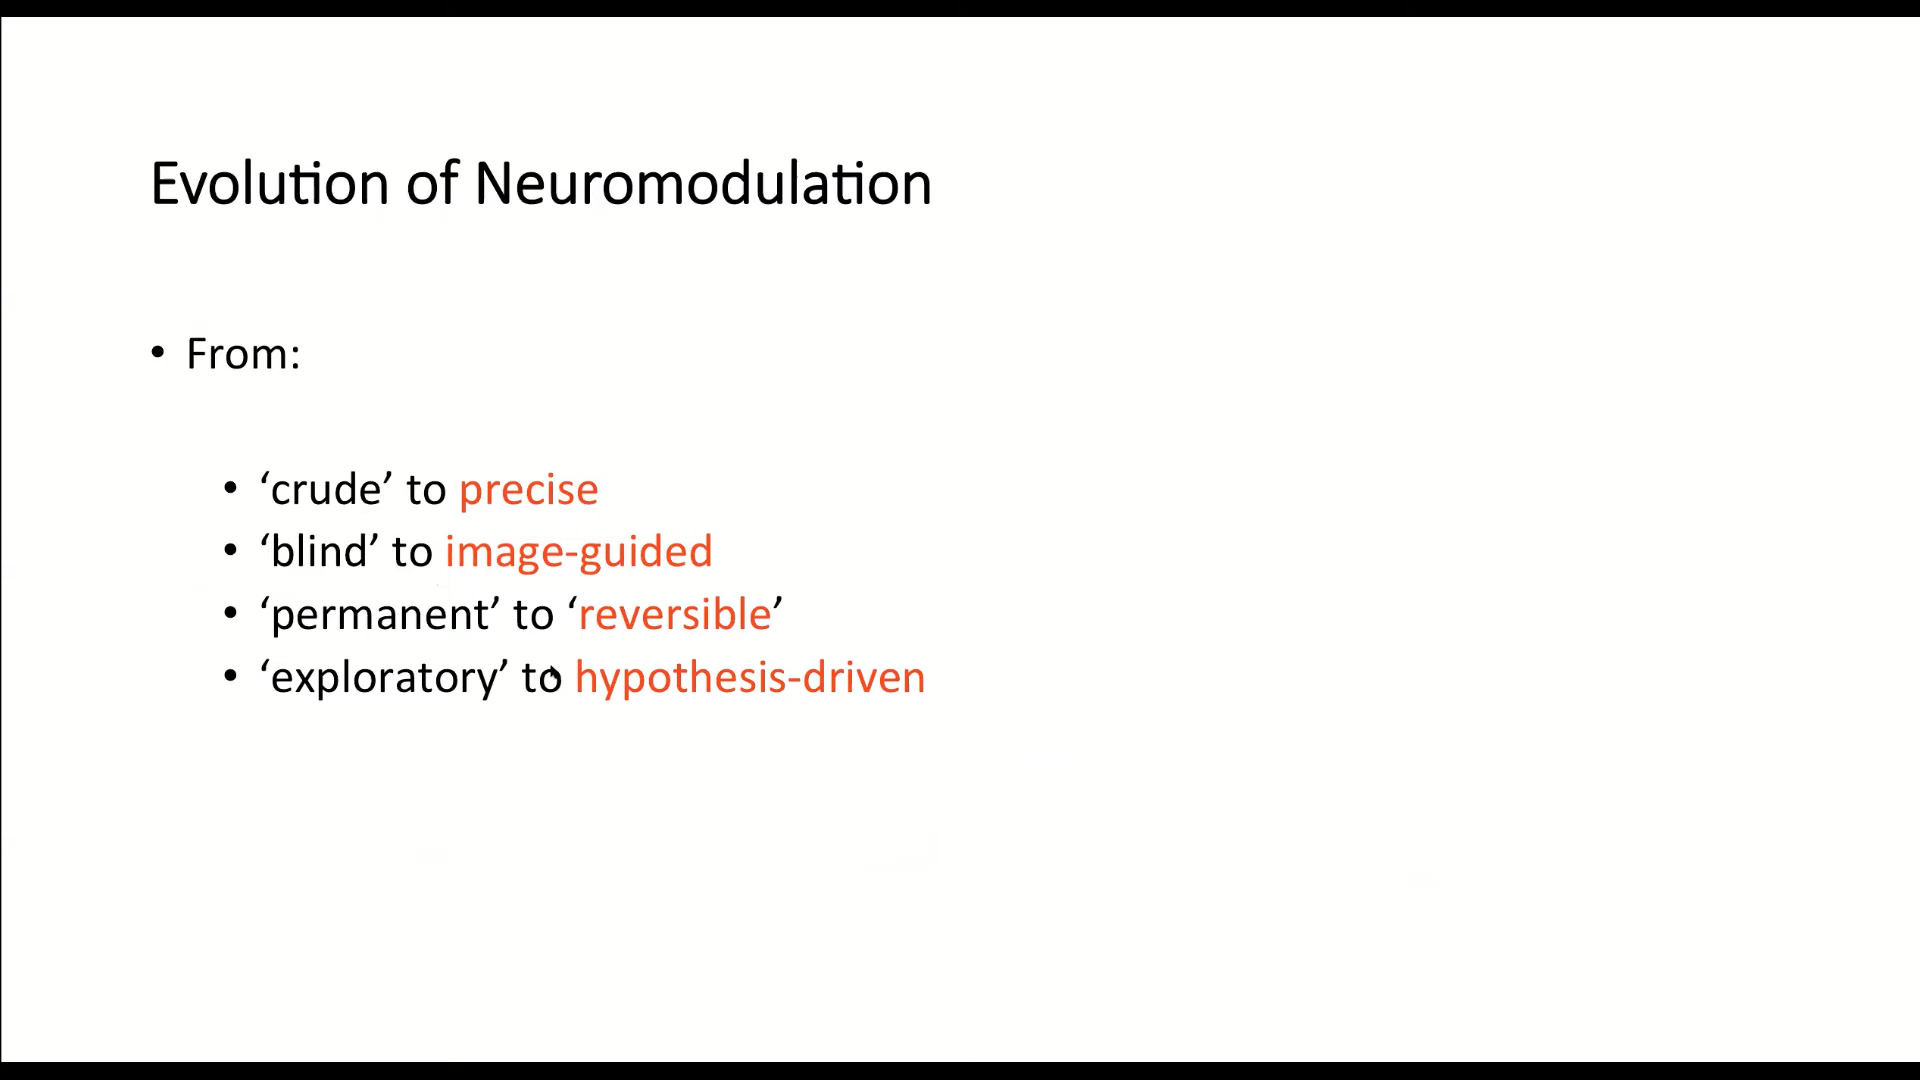 Evolution of Neuromodulation
• From:
• ‘crude’ to precise
• ‘blind’ to image-guided
• ‘permanent’ to ‘reversible’
• ‘exploratory’ to hypothesis-driven